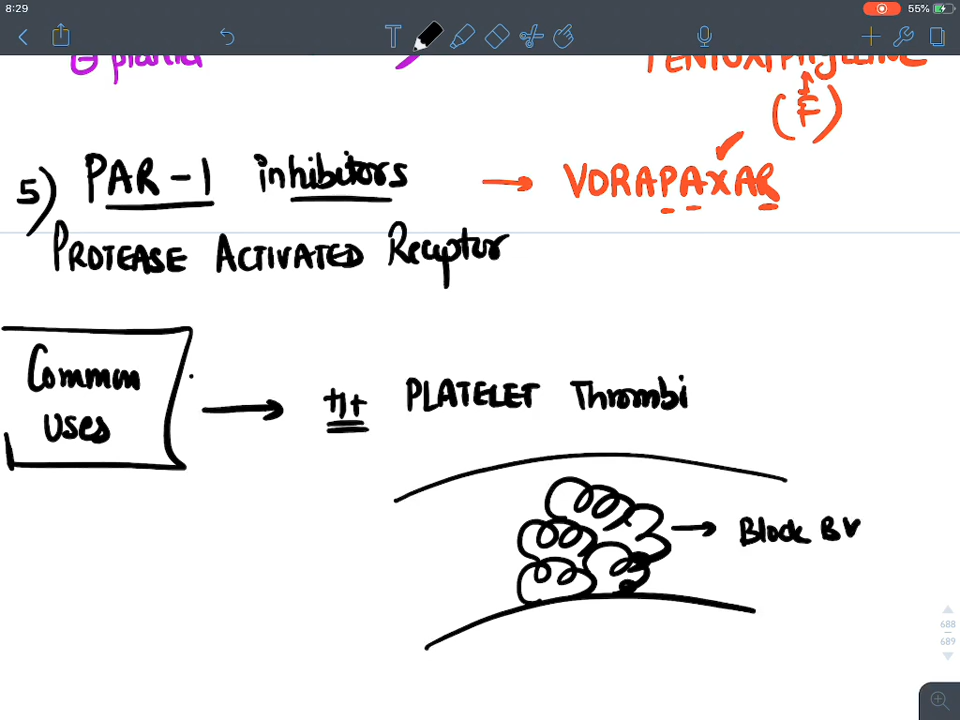 8:29
55%
T
(F)
5) PAR-1 inhibitors → VORAPAXAR
PROTEASE ACTIVATED Receptor
Common
uses
→ PLATELET Thrombi
→ Block BV
688
689